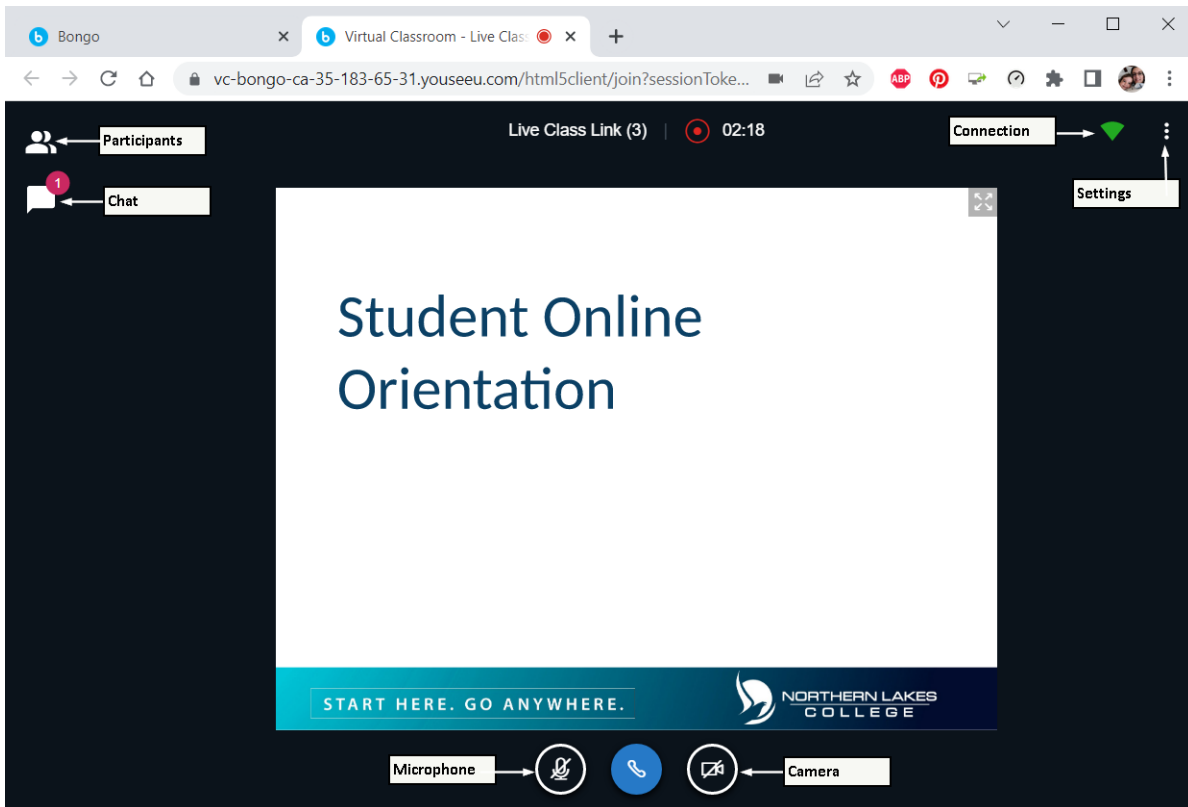 Bongo
Virtual Classroom - Live Clas
vc-bongo-ca-35-183-65-31.youseeu.com/html5client/join?sessionToke...
ABP
Participants
Live Class Link (3)
02:18
Connection
1
Chat
Settings
Student Online
Orientation
START HERE. GO ANYWHERE.
NORTHERN LAKES
COLLEGE
Microphone
Camera